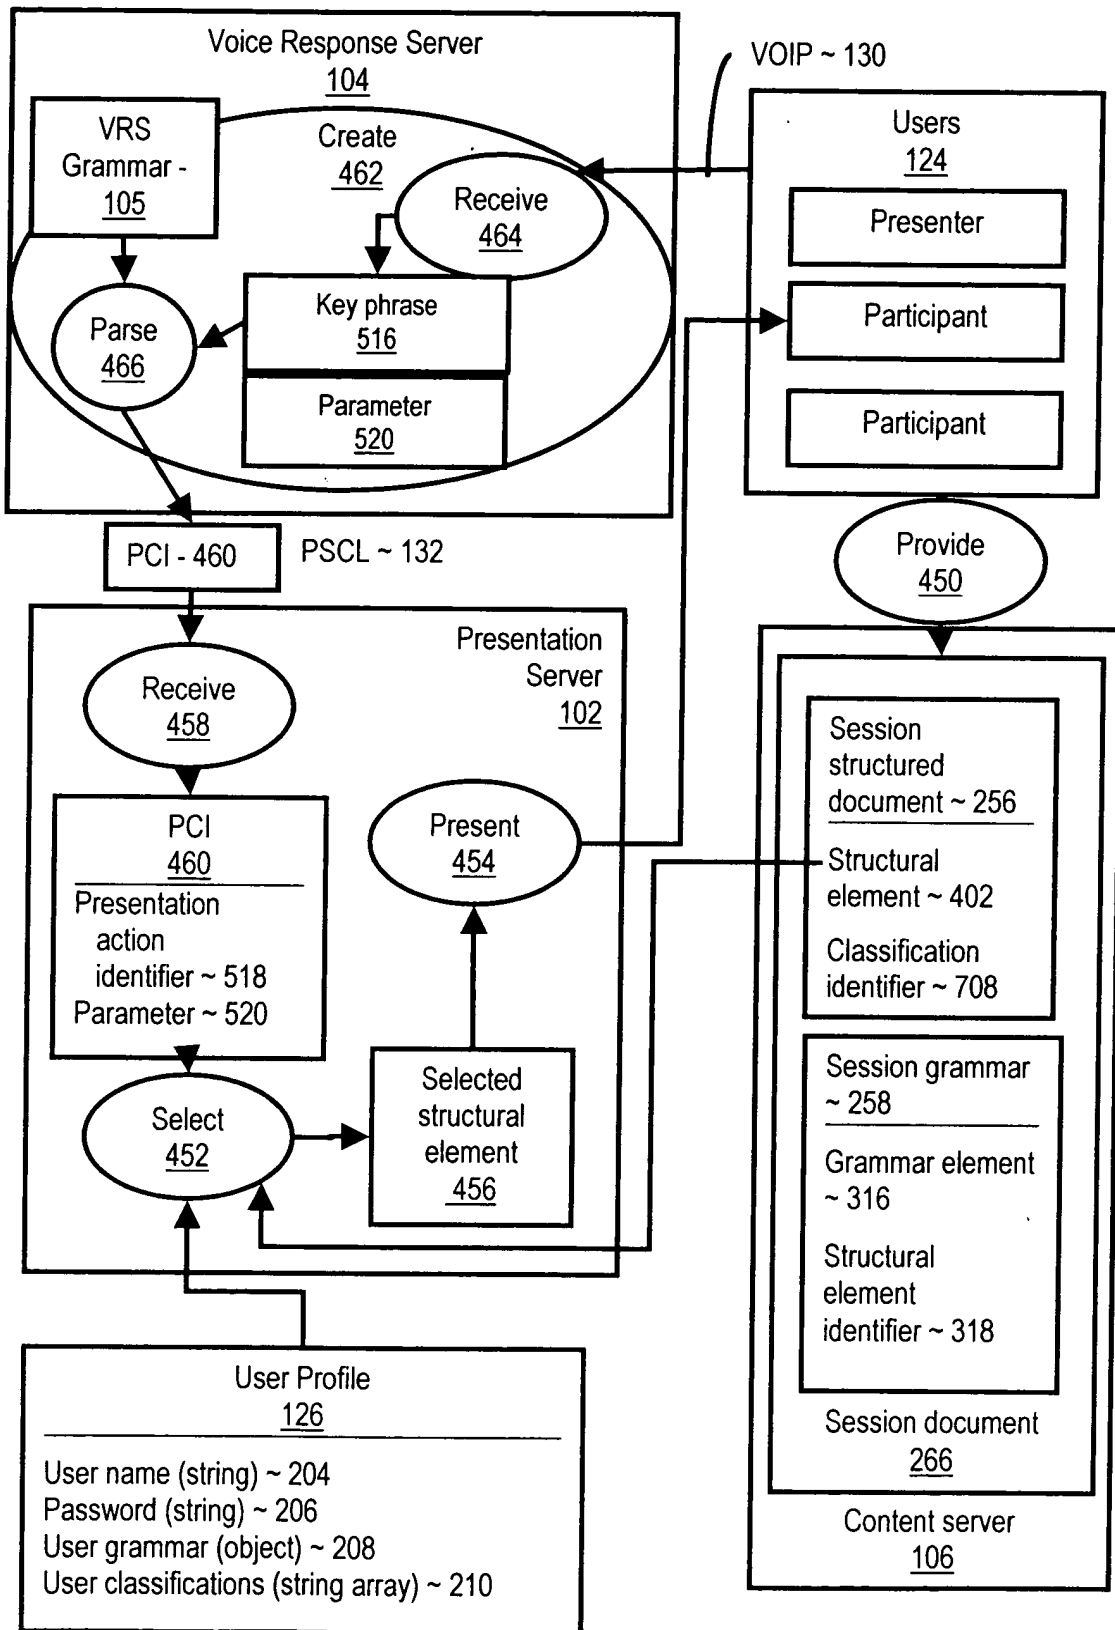 Voice Response Server
104
VRS
Grammar -
105
Create
462
Receive
464
Key phrase
516
Parameter
520
Parse
466
VOIP ~ 130
Users
124
Presenter
Participant
Participant
PCI - 460
PSCL ~ 132
Provide
450
Presentation
Server
102
Receive
458
PCI
460
Presentation
action
identifier ~ 518
Parameter ~ 520
Present
454
Select
452
Selected
structural
element
456
Session
structured
document ~ 256
Structural
element ~ 402
Classification
identifier ~ 708
Session grammar
~ 258
Grammar element
~ 316
Structural
element
identifier ~ 318
Session document
266
Content server
106
User Profile
126
User name (string) ~ 204
Password (string) ~ 206
User grammar (object) ~ 208
User classifications (string array) ~ 210